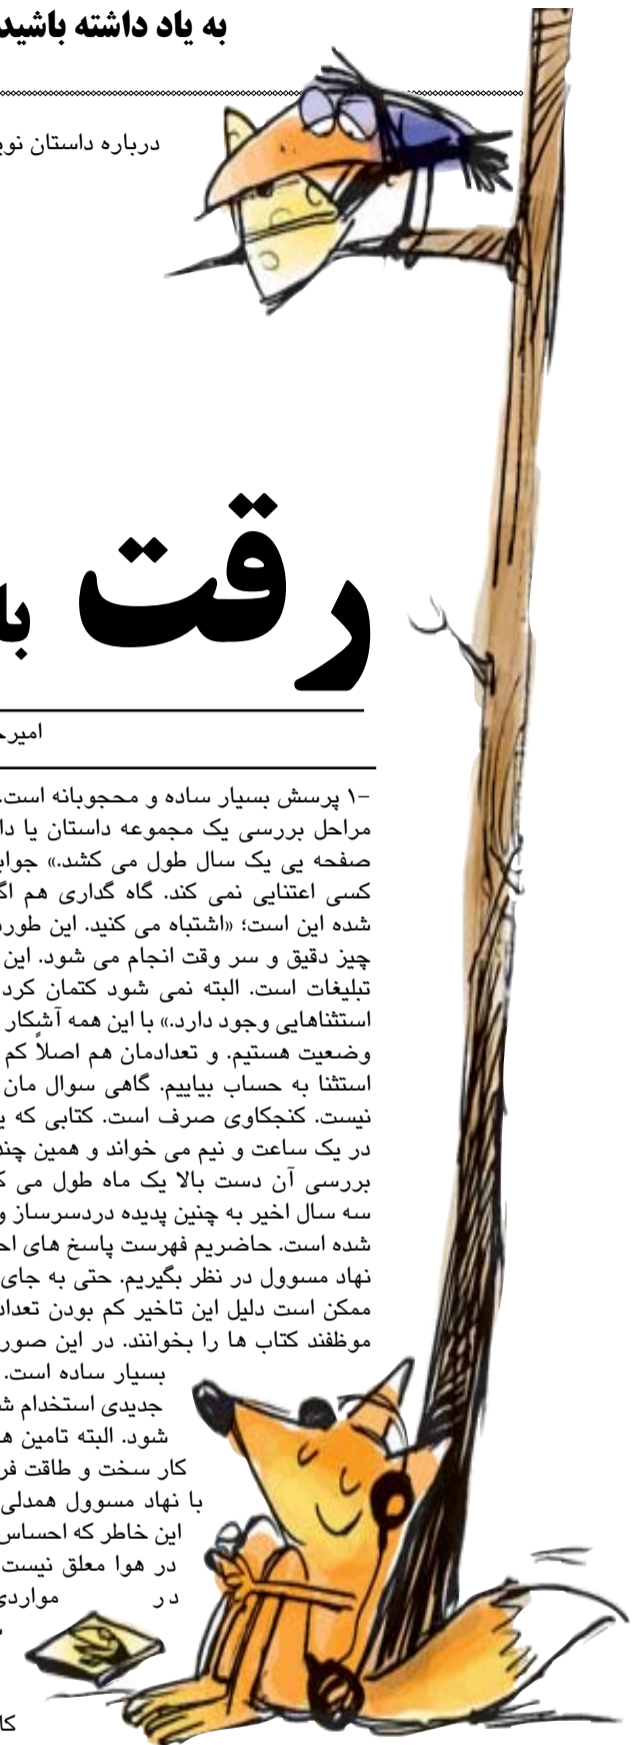 به یاد داشته باشید
درباره داستان نوی
رقت با
امیرح
۱- پرسش بسیار ساده و محجوبانه است.
مراحل بررسی یک مجموعه داستان یا دا
صفحه یی یک سال طول می کشد.» جواب
کسی اعتنایی نمی کند. گاه گداری هم اگ
شده این است؛ «اشتباه می کنید. این طور
چیز دقیق و سر وقت انجام می شود. این
تبلیغات است. البته نمی شود کتمان کرد
استثناهایی وجود دارد.» با این همه آشکار
وضعیت هستیم. و تعدادمان هم اصلاً کم
استثنا به حساب بیاییم. گاهی سوال مان
نیست. کنجکاوی صرف است. کتابی که ی
در یک ساعت و نیم می خواند و همین چند
بررسی آن دست بالا یک ماه طول می ک
سه سال اخیر به چنین پدیده دردسرساز و
شده است. حاضریم فهرست پاسخ های اح
نهاد مسوول در نظر بگیریم. حتی به جای
ممکن است دلیل این تاخیر کم بودن تعداد
موظفند کتاب ها را بخوانند. در این صور
بسیار ساده است.
جدیدی استخدام ش
شود. البته تامین ه
کار سخت و طاقت فر
با نهاد مسوول همدلی
این خاطر که احساس
در هوا معلق نیست
در مواردی
کا